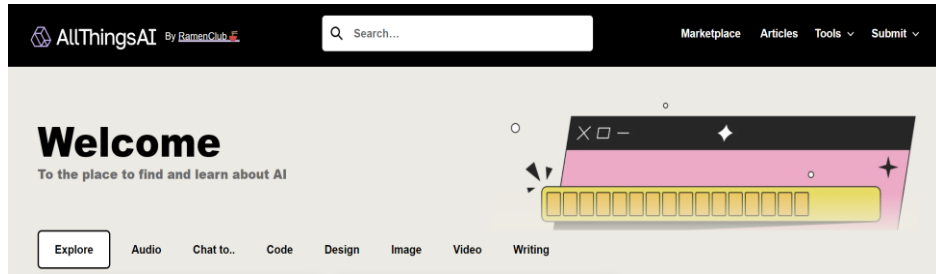 AllThingsAI By RamenClub Search... Marketplace Articles Tools Submit
Welcome
To the place to find and learn about AI
Explore Audio Chat to.. Code Design Image Video Writing